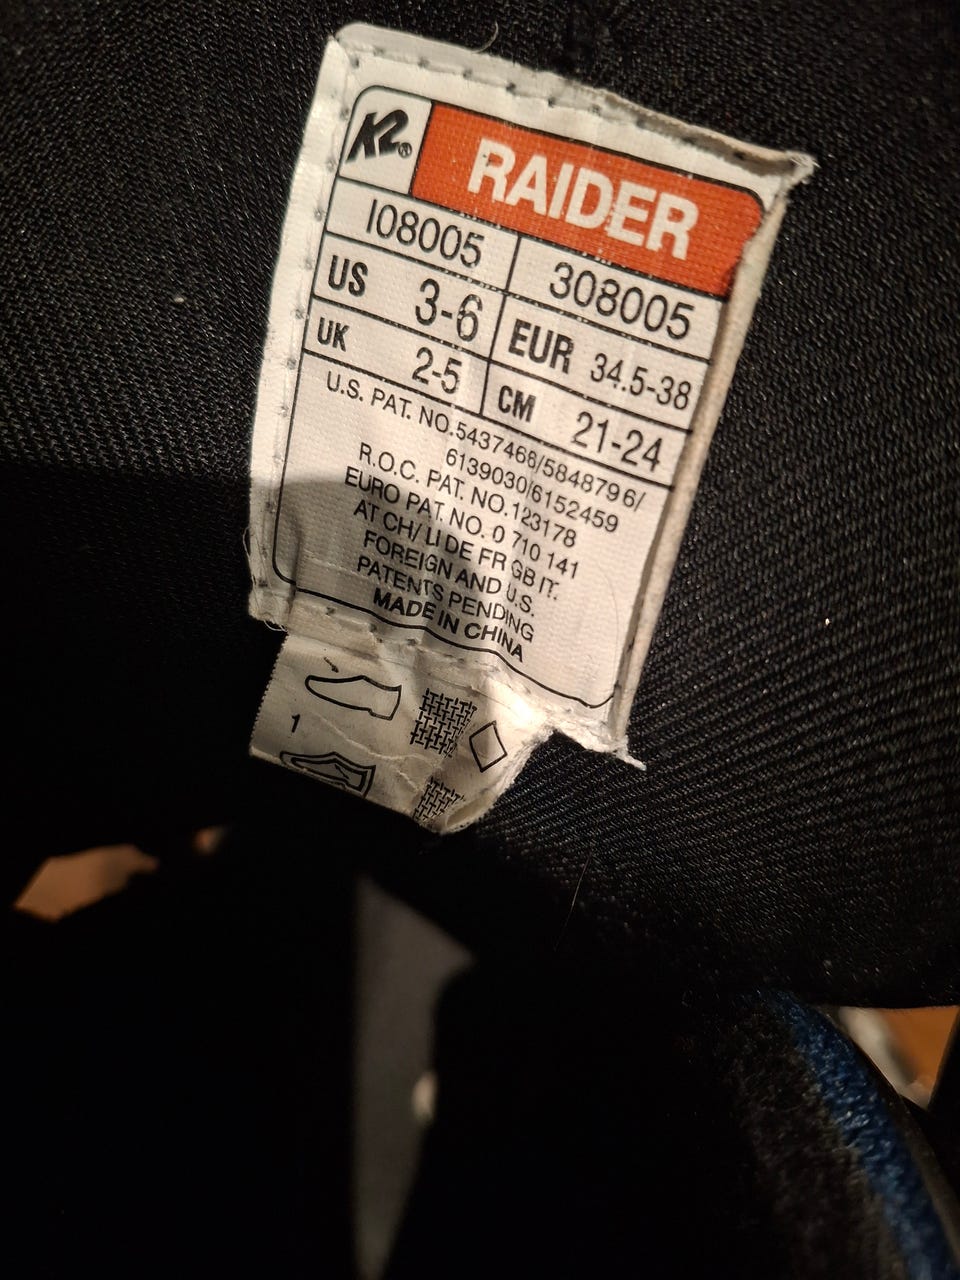 K2® RAIDER
I08005 308005
US 3-6 EUR 34.5-38
UK 2-5 CM 21-24
U.S. PAT. NO.5437466/5848796/
6139030/6152459
R.O.C. PAT. NO.123178
EURO PAT. NO. 0 710 141
AT CH/ LI DE FR GB IT.
FOREIGN AND U.S.
PATENTS PENDING
MADE IN CHINA
1